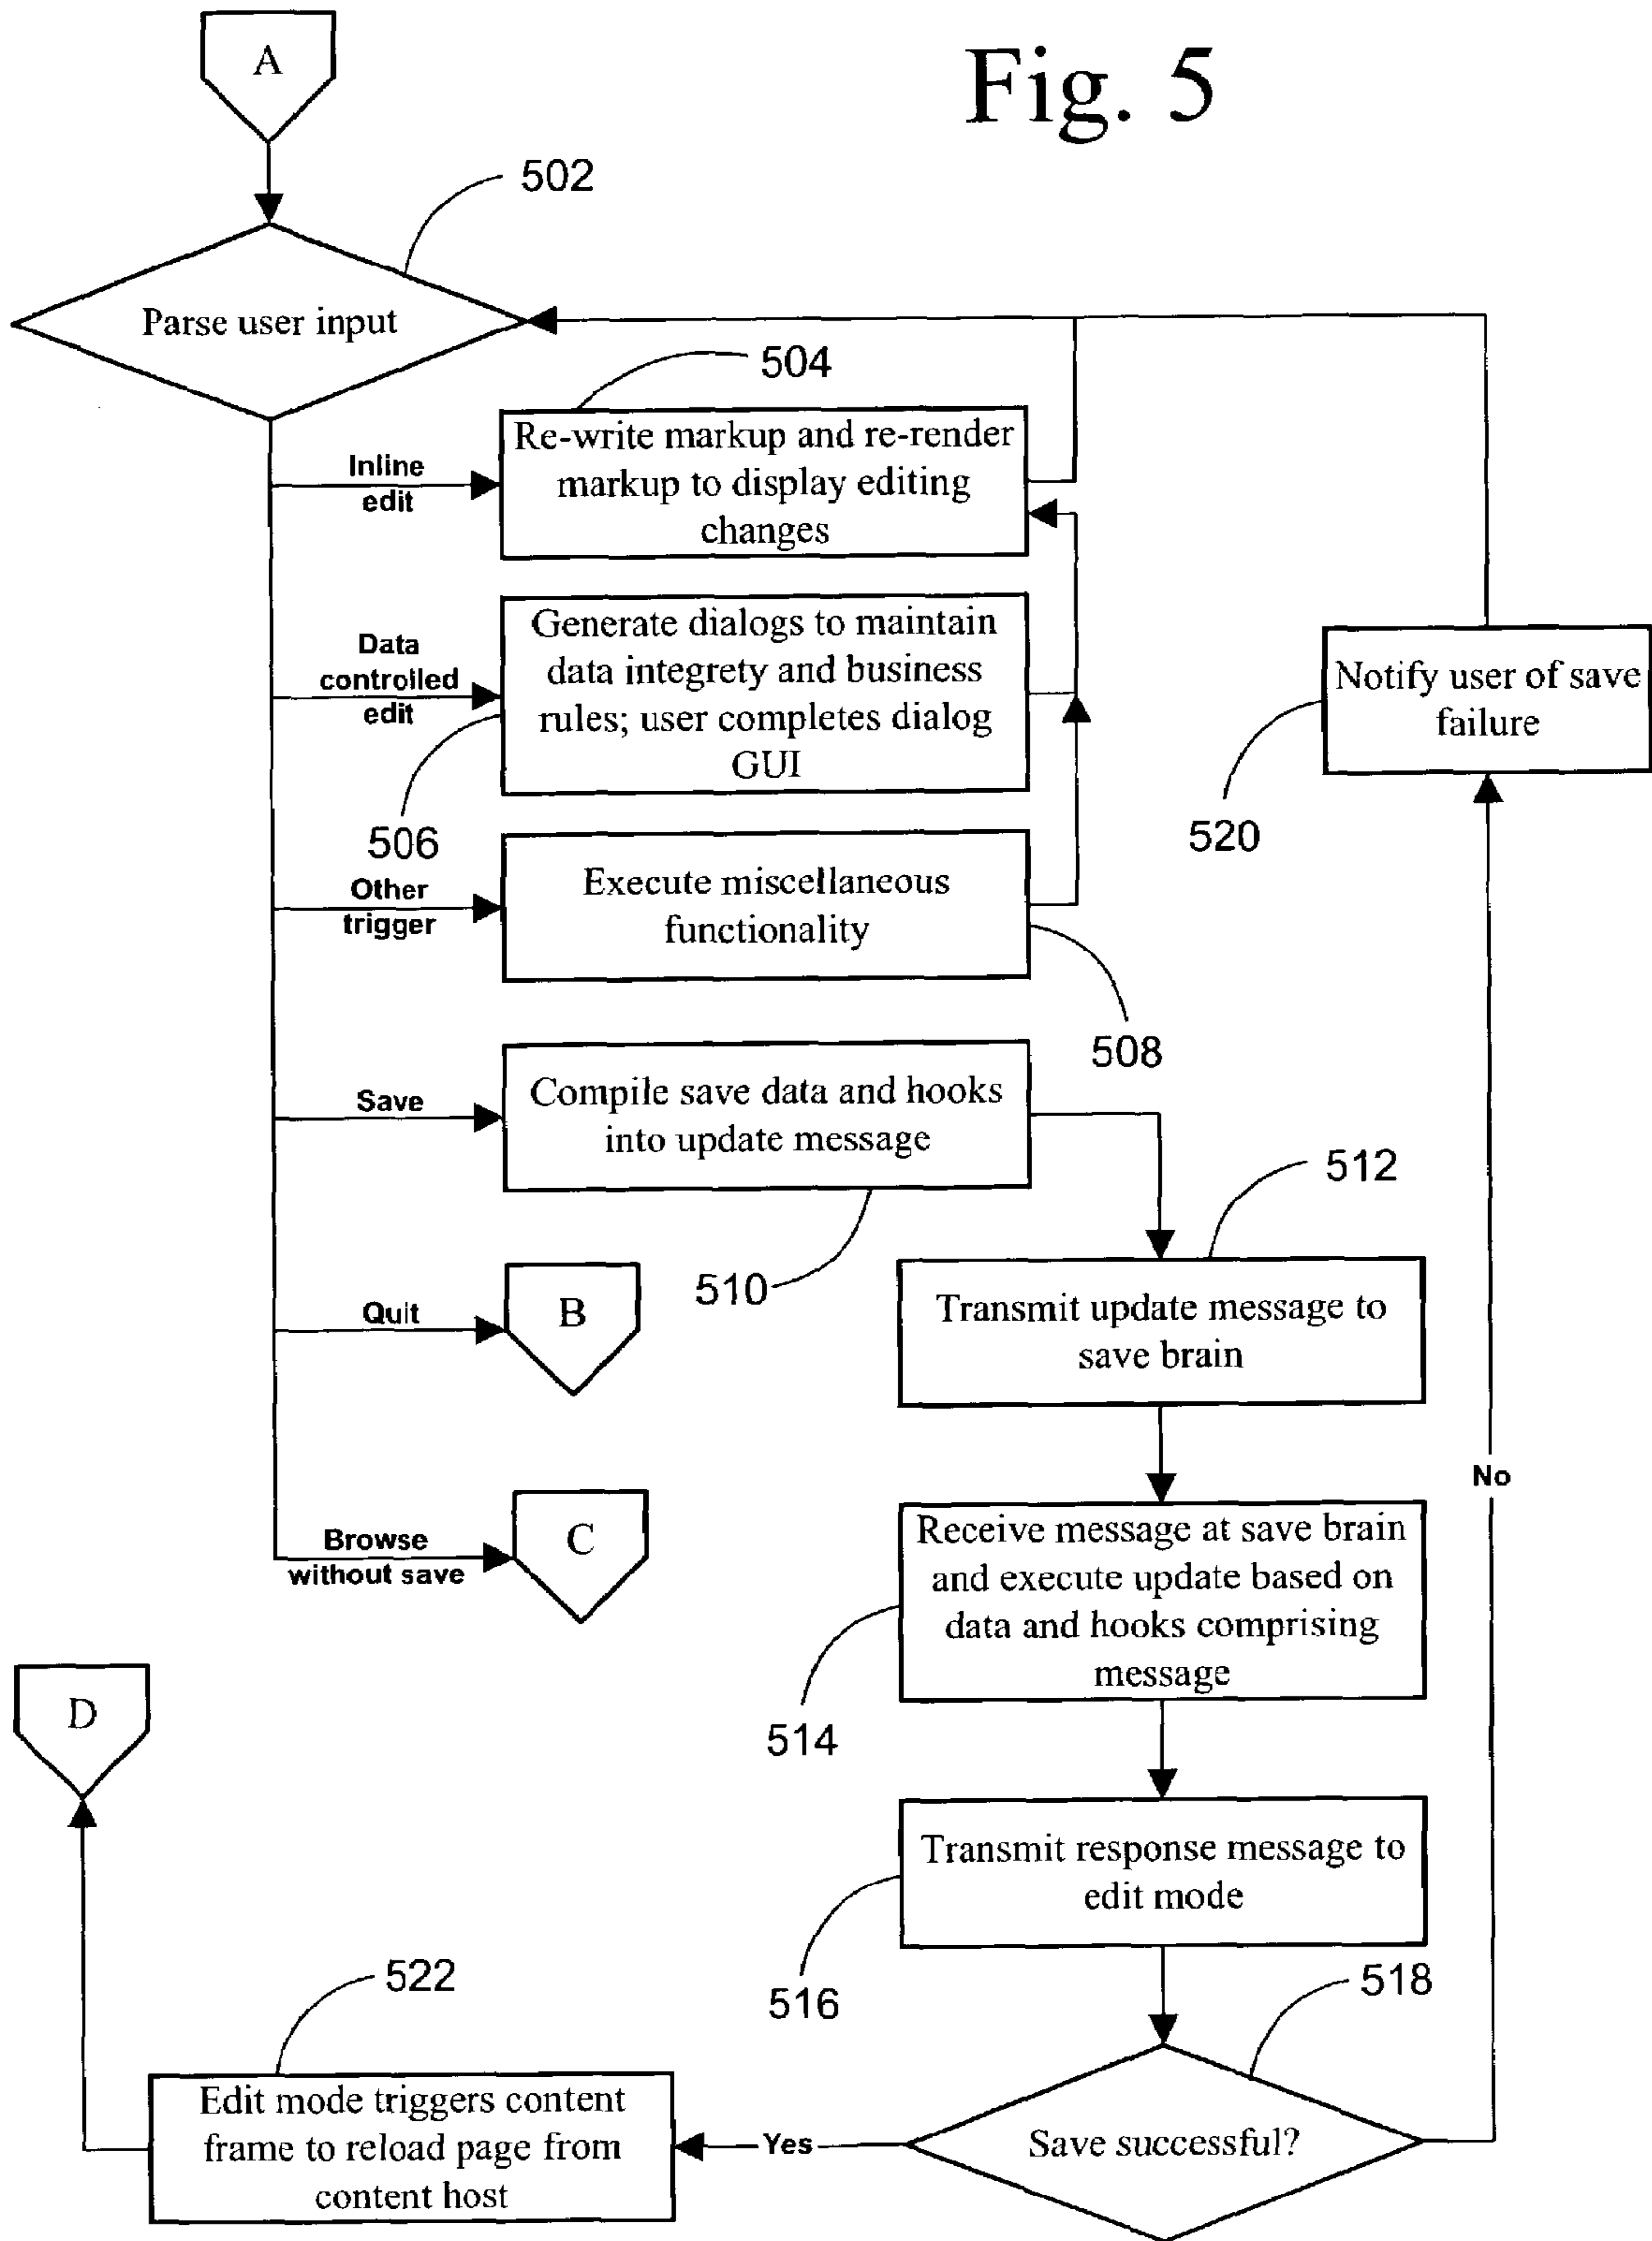 A
Fig. 5
502
Parse user input
504
Inline
edit
Re-write markup and re-render
markup to display editing
changes
Data
controlled
edit
506
Generate dialogs to maintain
data integrety and business
rules; user completes dialog
GUI
Notify user of save
failure
520
Other
trigger
Execute miscellaneous
functionality
508
Save
Compile save data and hooks
into update message
510
512
Transmit update message to
save brain
Quit
B
No
Browse
without save
C
Receive message at save brain
and execute update based on
data and hooks comprising
message
514
D
Transmit response message to
edit mode
516
518
Save successful?
Yes
522
Edit mode triggers content
frame to reload page from
content host